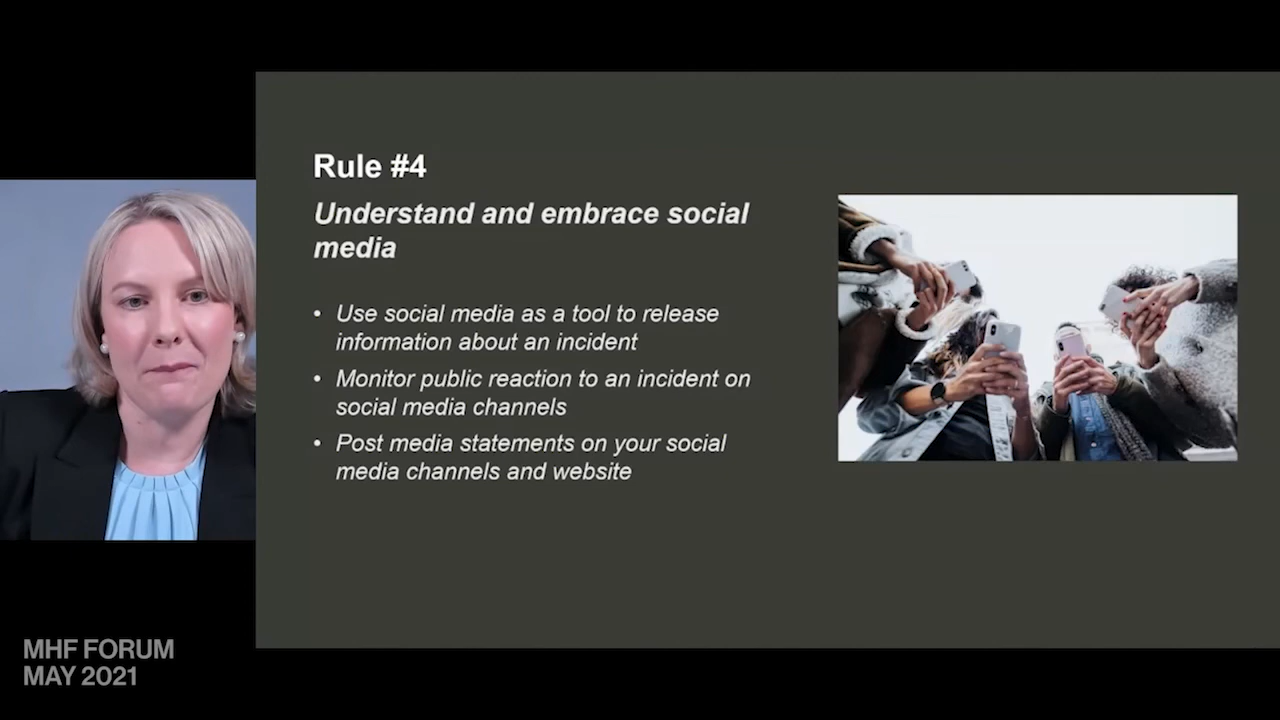 Rule #4
Understand and embrace social
media
• Use social media as a tool to release
information about an incident
• Monitor public reaction to an incident on
social media channels
• Post media statements on your social
media channels and website
MHF FORUM
MAY 2021